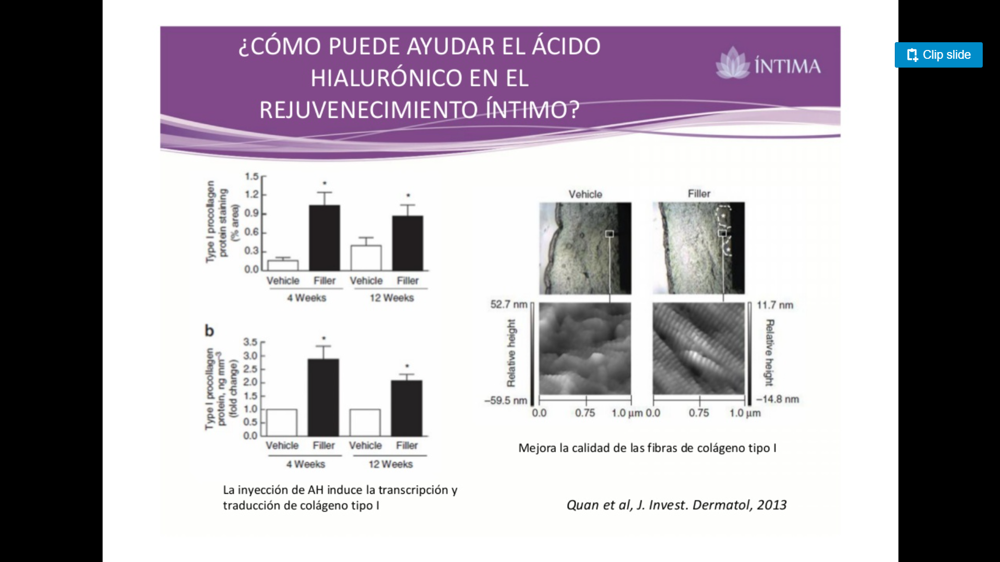 ¿CÓMO PUEDE AYUDAR EL ÁCIDO
HIALURÓNICO EN EL
REJUVENECIMIENTO ÍNTIMO?
ÍNTIMA
Clip slide
Type I procollagen
protein staining
(% area)
1.5
1.2
0.9
0.6
0.3
0.0
*
*
Vehicle Filler Vehicle Filler
4 Weeks 12 Weeks
b
Type I procollagen
protein, ng mm⁻³
(fold change)
3.5
3.0
2.5
2.0
1.5
1.0
0.5
0.0
*
*
Vehicle Filler Vehicle Filler
4 Weeks 12 Weeks
La inyección de AH induce la transcripción y
traducción de colágeno tipo I
Vehicle Filler
*
*
52.7 nm
Relative height
−59.5 nm
11.7 nm
Relative height
−14.8 nm
0.0 0.75 1.0 µm 0.0 0.75 1.0 µm
Mejora la calidad de las fibras de colágeno tipo I
Quan et al, J. Invest. Dermatol, 2013